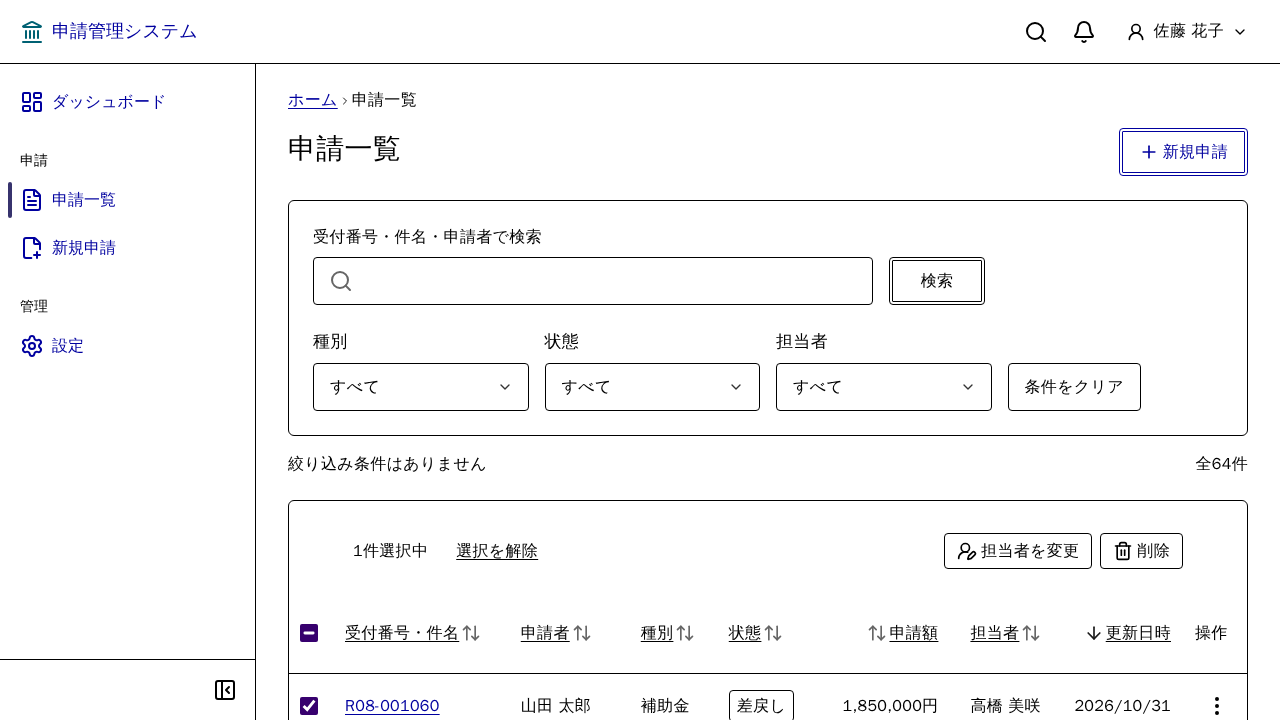 申請管理システム
佐藤 花子
ダッシュボード
申請
申請一覧
新規申請
管理
設定
ホーム › 申請一覧
申請一覧
新規申請
受付番号・件名・申請者で検索
検索
種別 状態 担当者
すべて すべて すべて 条件をクリア
絞り込み条件はありません 全64件
1件選択中 選択を解除 担当者を変更 削除
受付番号・件名 申請者 種別 状態 申請額 担当者 更新日時 操作
R08-001060 山田 太郎 補助金 差戻し 1,850,000円 高橋 美咲 2026/10/31